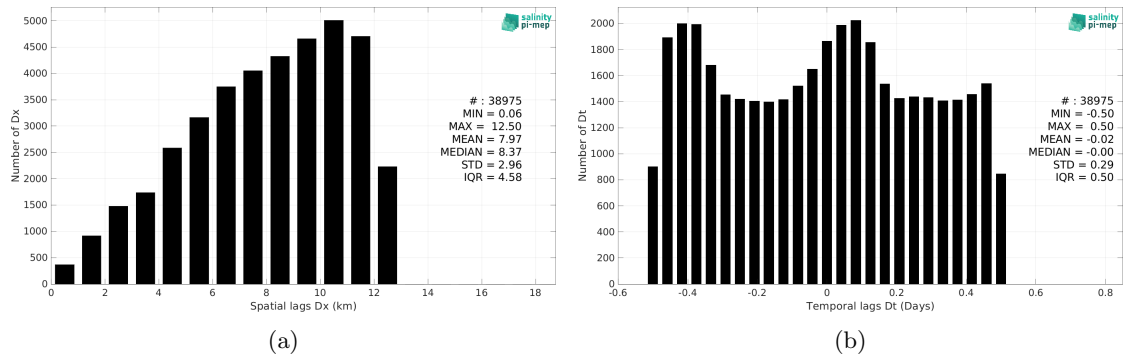 5000
4500
4000
3500
3000
2500
2000
1500
1000
500
0
Number of Dx
0 2 4 6 8 10 12 14 16 18
Spatial lags Dx (km)
salinity
pi-mep
# : 38975
MIN = 0.06
MAX = 12.50
MEAN = 7.97
MEDIAN = 8.37
STD = 2.96
IQR = 4.58
(a)
2000
1800
1600
1400
1200
1000
800
600
400
200
0
Number of Dt
-0.6 -0.4 -0.2 0 0.2 0.4 0.6 0.8
Temporal lags Dt (Days)
salinity
pi-mep
# : 38975
MIN = -0.50
MAX = 0.50
MEAN = -0.02
MEDIAN = -0.00
STD = 0.29
IQR = 0.50
(b)